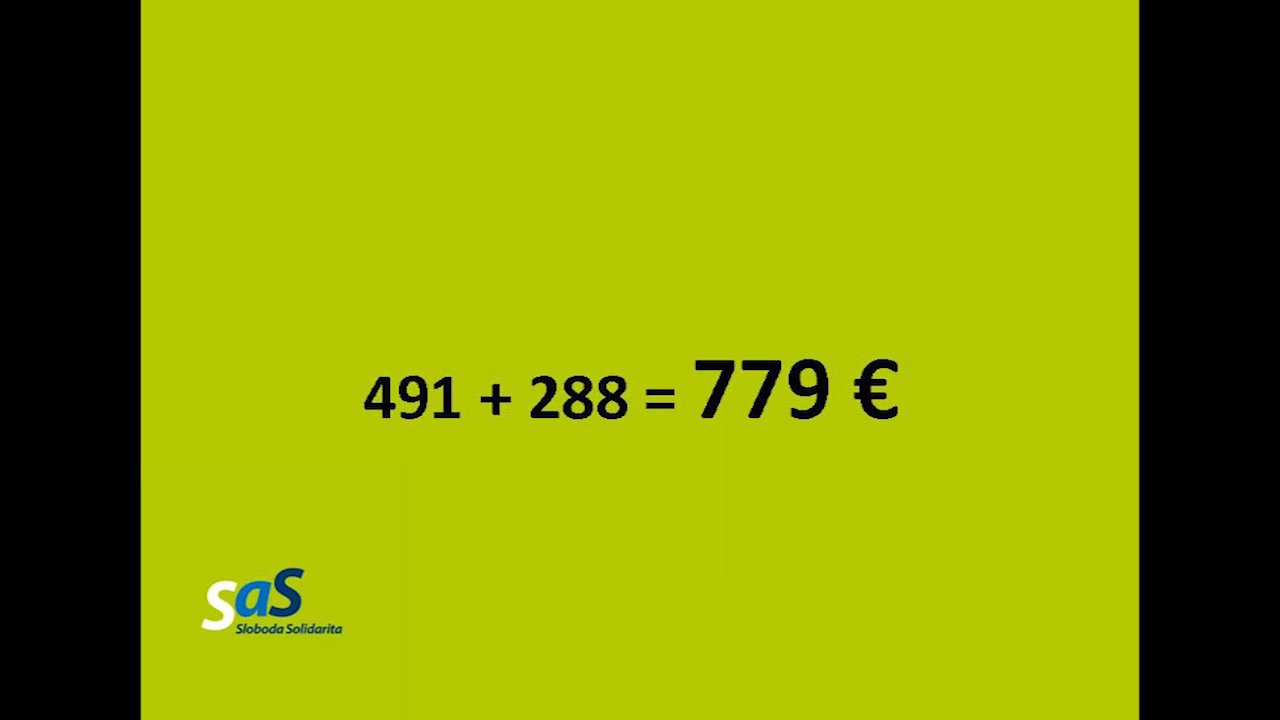 491 + 288 = 779 €
SaS
Sloboda Solidarita